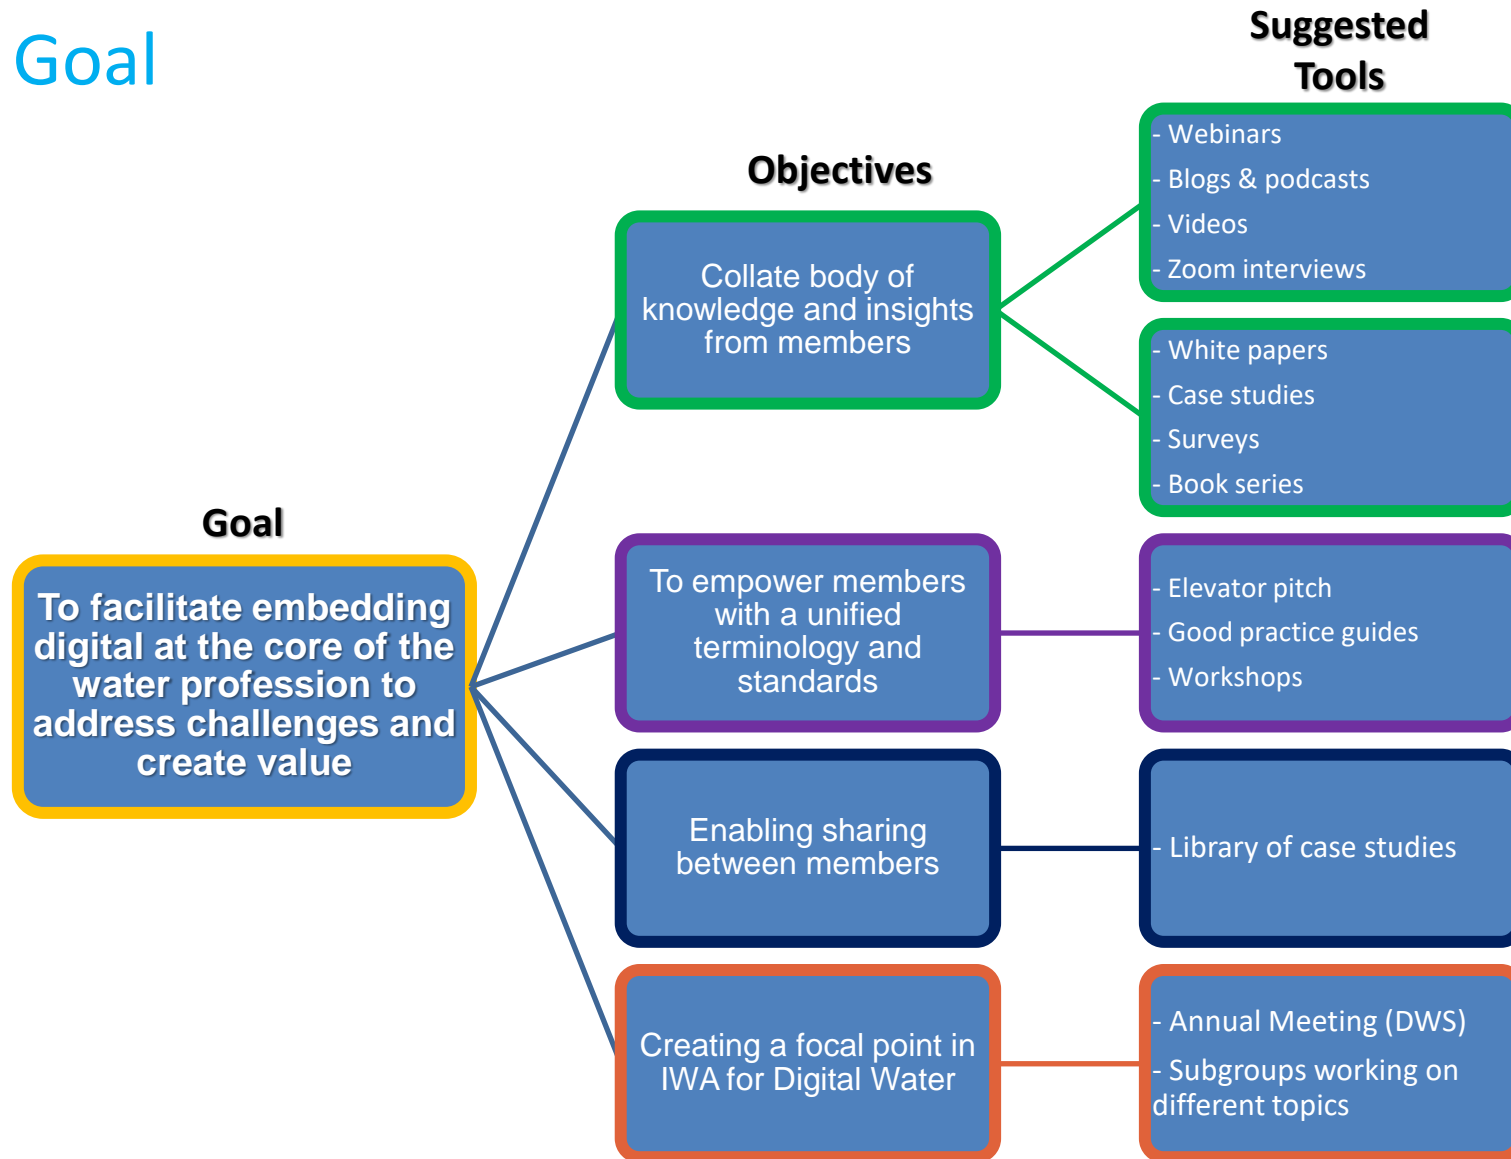 Goal
Suggested
Tools
Objectives
Goal
To facilitate embedding
digital at the core of the
water profession to
address challenges and
create value
Collate body of
knowledge and insights
from members
- Webinars
- Blogs & podcasts
- Videos
- Zoom interviews
- White papers
- Case studies
- Surveys
- Book series
To empower members
with a unified
terminology and
standards
- Elevator pitch
- Good practice guides
- Workshops
Enabling sharing
between members
- Library of case studies
Creating a focal point in
IWA for Digital Water
- Annual Meeting (DWS)
- Subgroups working on
different topics